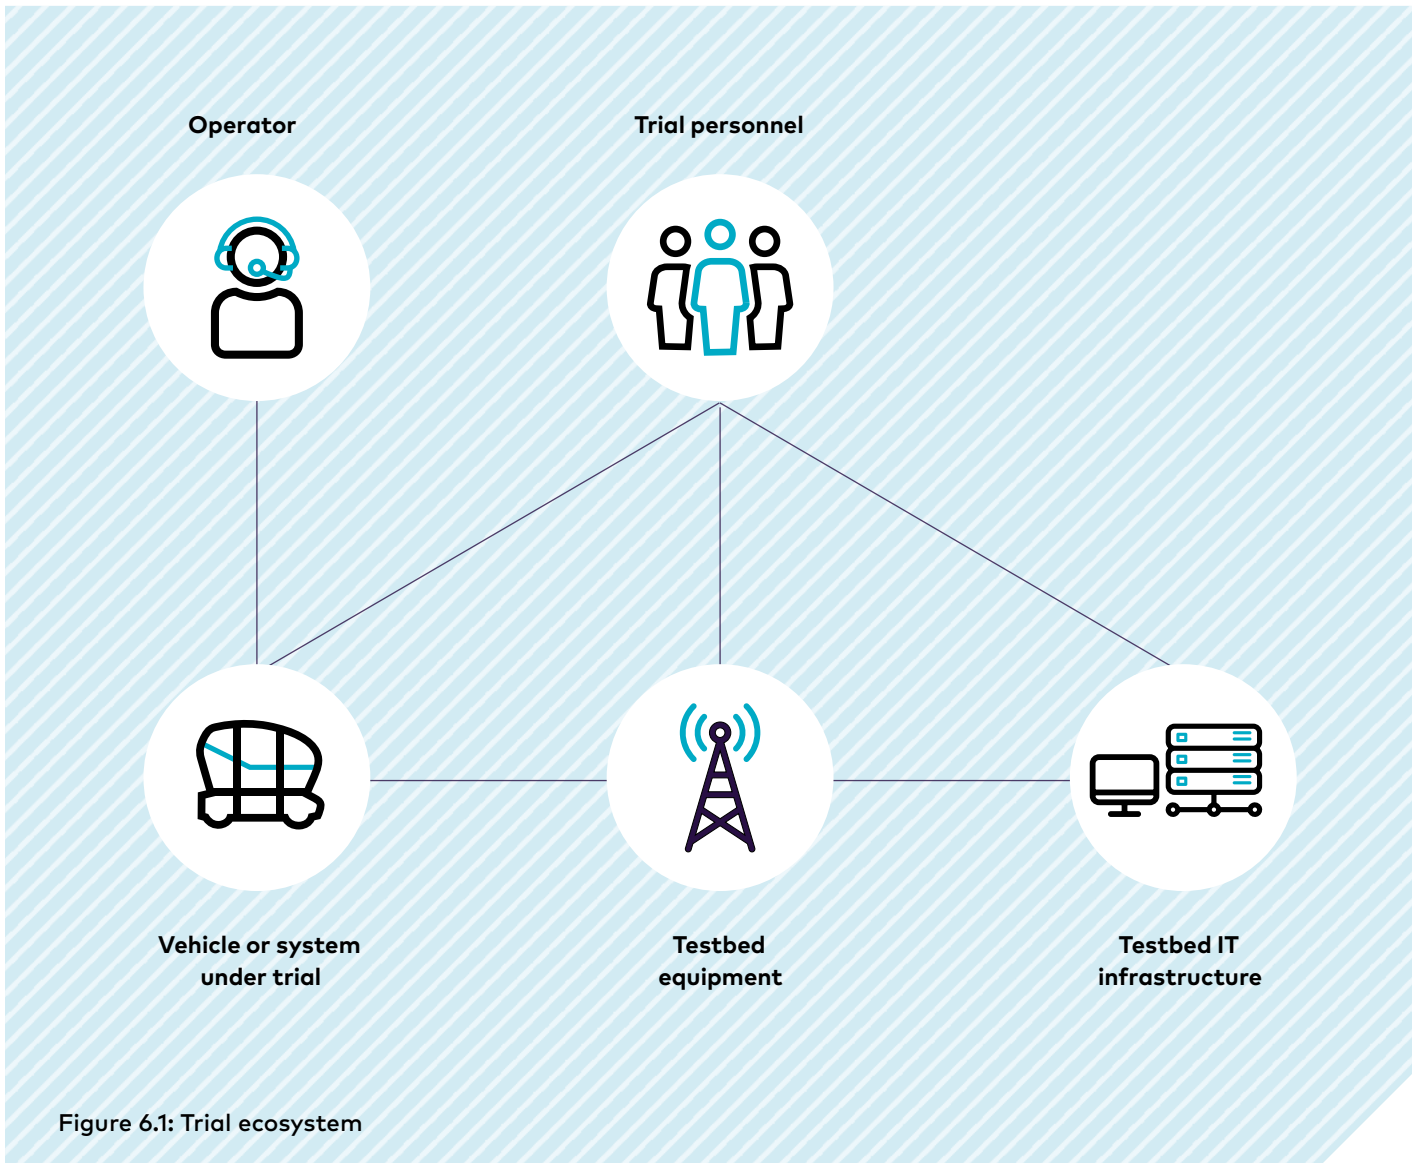 Operator
Trial personnel
Vehicle or system
under trial
Testbed
equipment
Testbed IT
infrastructure
Figure 6.1: Trial ecosystem